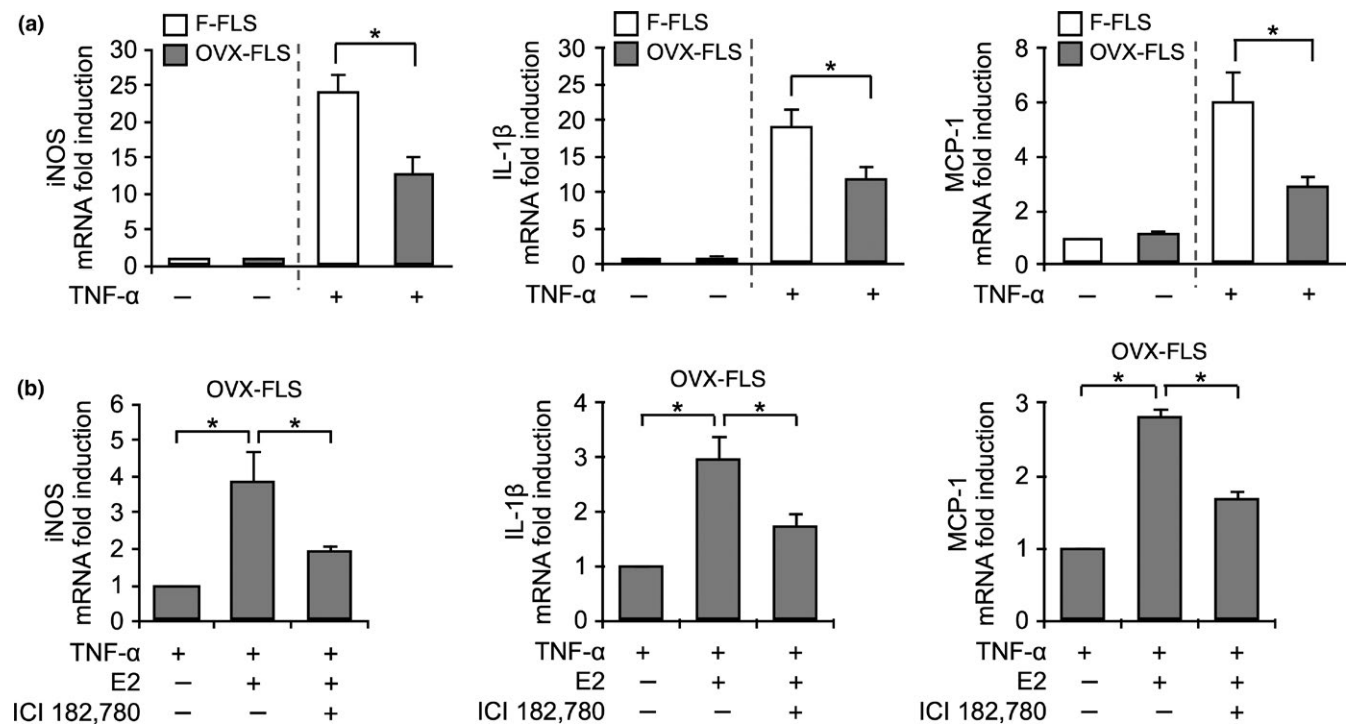 (a)
F-FLS
OVX-FLS
iNOS
mRNA fold induction
30
25
20
15
10
5
0
*
TNF-α – – + +
F-FLS
OVX-FLS
IL-1β
mRNA fold induction
30
25
20
15
10
5
0
*
TNF-α – – + +
F-FLS
OVX-FLS
MCP-1
mRNA fold induction
8
6
4
2
0
*
TNF-α – – + +
(b)
OVX-FLS
iNOS
mRNA fold induction
6
5
4
3
2
1
0
* *
TNF-α + + +
E2 – + +
ICI 182,780 +
OVX-FLS
IL-1β
mRNA fold induction
4
3
2
1
0
* *
TNF-α + + +
E2 – + +
ICI 182,780 +
OVX-FLS
MCP-1
mRNA fold induction
3
2
1
0
* *
TNF-α + + +
E2 – + +
ICI 182,780 +